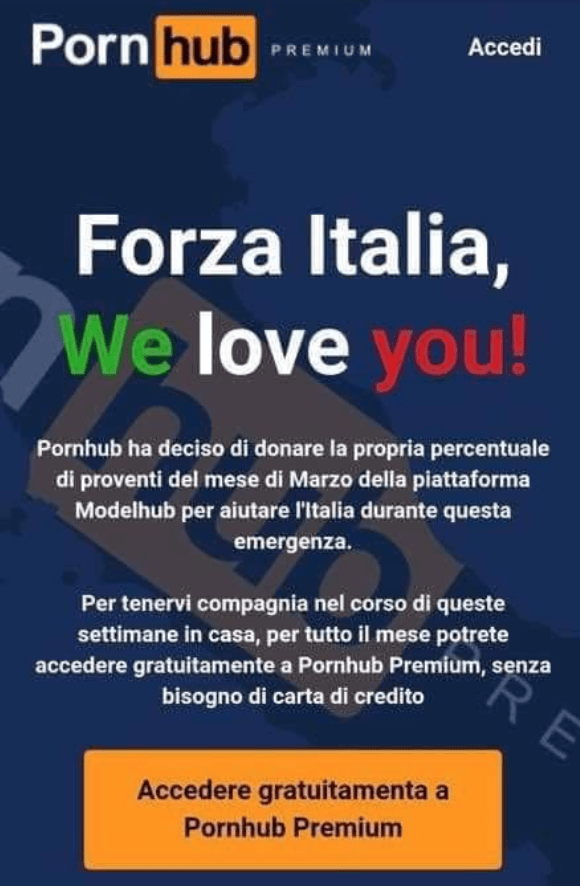 Pornhub PREMIUM Accedi
Forza Italia,
We love you!
Pornhub ha deciso di donare la propria percentuale
di proventi del mese di Marzo della piattaforma
Modelhub per aiutare l'Italia durante questa
emergenza.
Per tenervi compagnia nel corso di queste
settimane in casa, per tutto il mese potrete
accedere gratuitamente a Pornhub Premium, senza
bisogno di carta di credito
Accedere gratuitamenta a
Pornhub Premium
n hub PRE